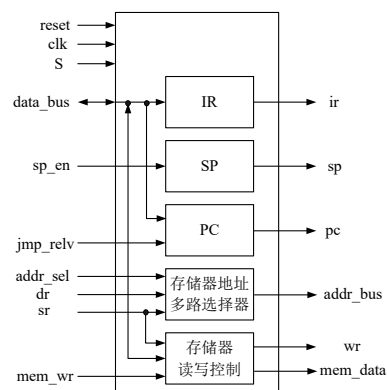 reset
clk
S
data_bus
IR
ir
sp_en
SP
sp
PC
pc
jmp_relv
addr_sel
dr
sr
存储器地址
多路选择器
addr_bus
存储器
读写控制
wr
mem_data
mem_wr